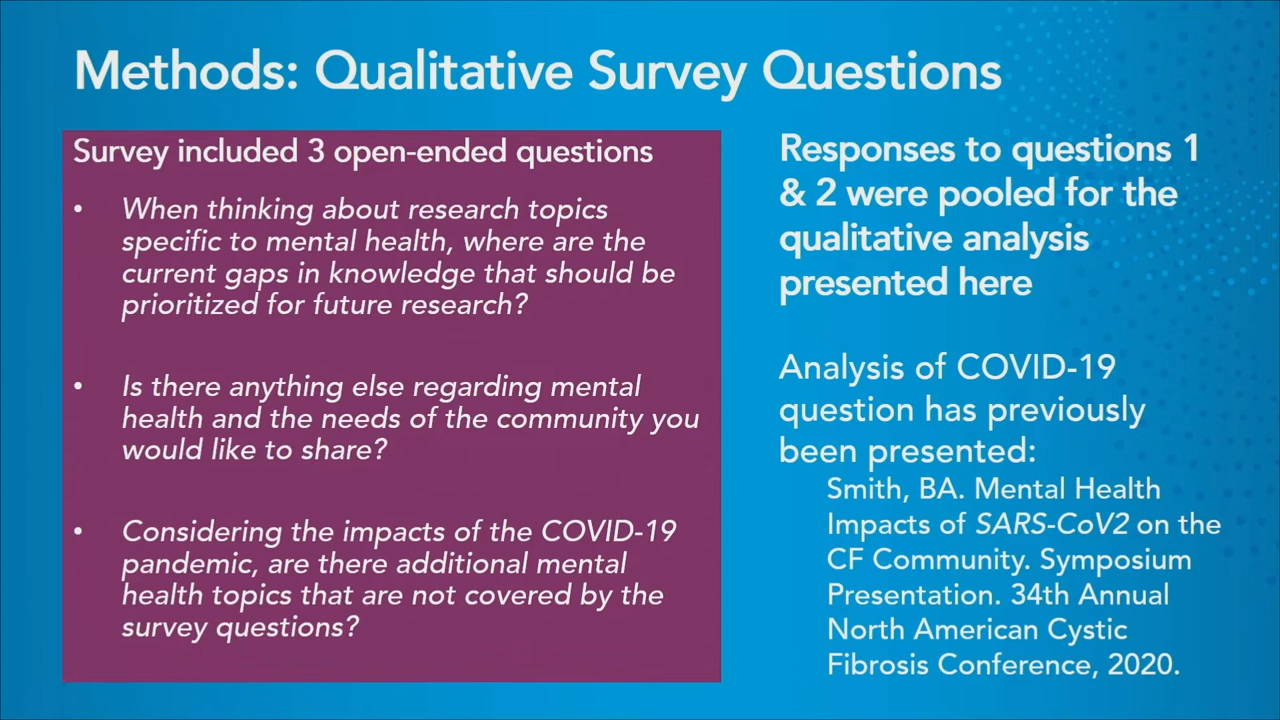 Methods: Qualitative Survey Questions
Survey included 3 open-ended questions
• When thinking about research topics
specific to mental health, where are the
current gaps in knowledge that should be
prioritized for future research?
• Is there anything else regarding mental
health and the needs of the community you
would like to share?
• Considering the impacts of the COVID-19
pandemic, are there additional mental
health topics that are not covered by the
survey questions?
Responses to questions 1
& 2 were pooled for the
qualitative analysis
presented here
Analysis of COVID-19
question has previously
been presented:
Smith, BA. Mental Health
Impacts of SARS-CoV2 on the
CF Community. Symposium
Presentation. 34th Annual
North American Cystic
Fibrosis Conference, 2020.